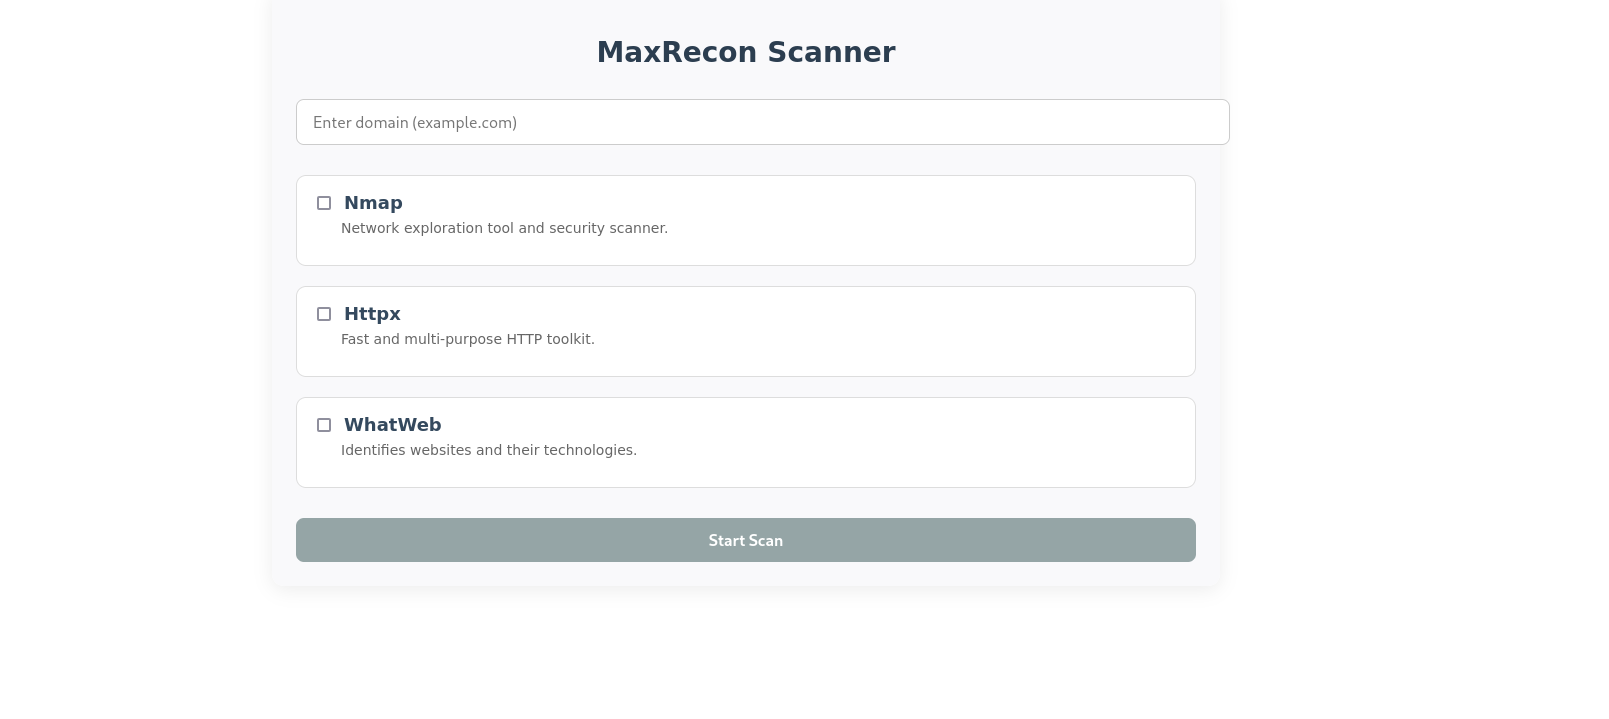 MaxRecon Scanner
Enter domain (example.com)
Nmap
Network exploration tool and security scanner.
Httpx
Fast and multi-purpose HTTP toolkit.
WhatWeb
Identifies websites and their technologies.
Start Scan